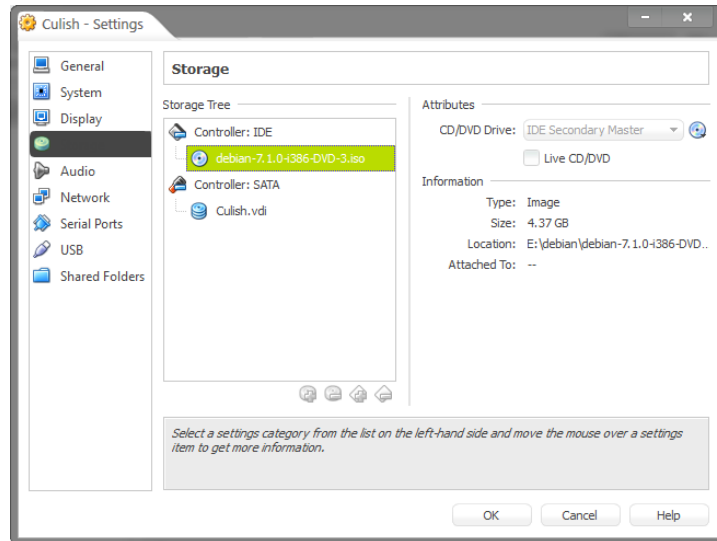 Culish - Settings
General
System
Display
Audio
Network
Serial Ports
USB
Shared Folders
Storage
Storage Tree
Controller: IDE
debian-7.1.0-i386-DVD-3.iso
Controller: SATA
Culish.vdi
Attributes
CD/DVD Drive: IDE Secondary Master
Live CD/DVD
Information
Type: Image
Size: 4.37 GB
Location: E:\debian\debian-7.1.0-i386-DVD..
Attached To: --
Select a settings category from the list on the left-hand side and move the mouse over a settings
item to get more information.
OK Cancel Help